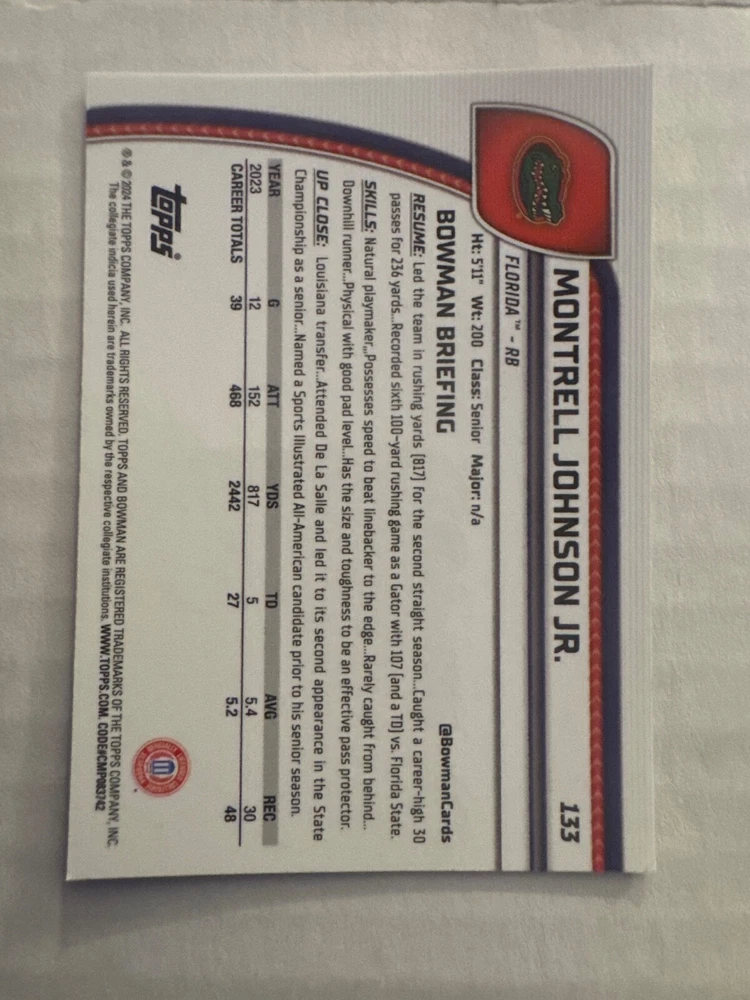 MONTRELL JOHNSON JR. 133
FLORIDA™ - RB
Ht: 5'11" Wt: 200 Class: Senior Major: n/a
BOWMAN BRIEFING @BowmanCards
RESUME: Led the team in rushing yards (817) for the second straight season...Caught a career-high 30
passes for 236 yards...Recorded sixth 100-yard rushing game as a Gator with 107 (and a TD) vs. Florida State.
SKILLS: Natural playmaker...Possesses speed to beat linebacker to the edge...Rarely caught from behind...
Downhill runner...Physical with good pad level...Has the size and toughness to be an effective pass protector.
UP CLOSE: Louisiana transfer...Attended De La Salle and led it to its second appearance in the State
Championship as a senior...Named a Sports Illustrated All-American candidate prior to his senior season.
YEAR G ATT YDS TD AVG REC
2023 12 152 817 5 5.4 30
CAREER TOTALS 39 468 2442 27 5.2 48
topps®
® & © 2024 THE TOPPS COMPANY, INC. ALL RIGHTS RESERVED. TOPPS AND BOWMAN ARE REGISTERED TRADEMARKS OF THE TOPPS COMPANY, INC.
The collegiate indicia used herein are trademarks owned by the respective collegiate institutions. WWW.TOPPS.COM. CODE#CMP083742